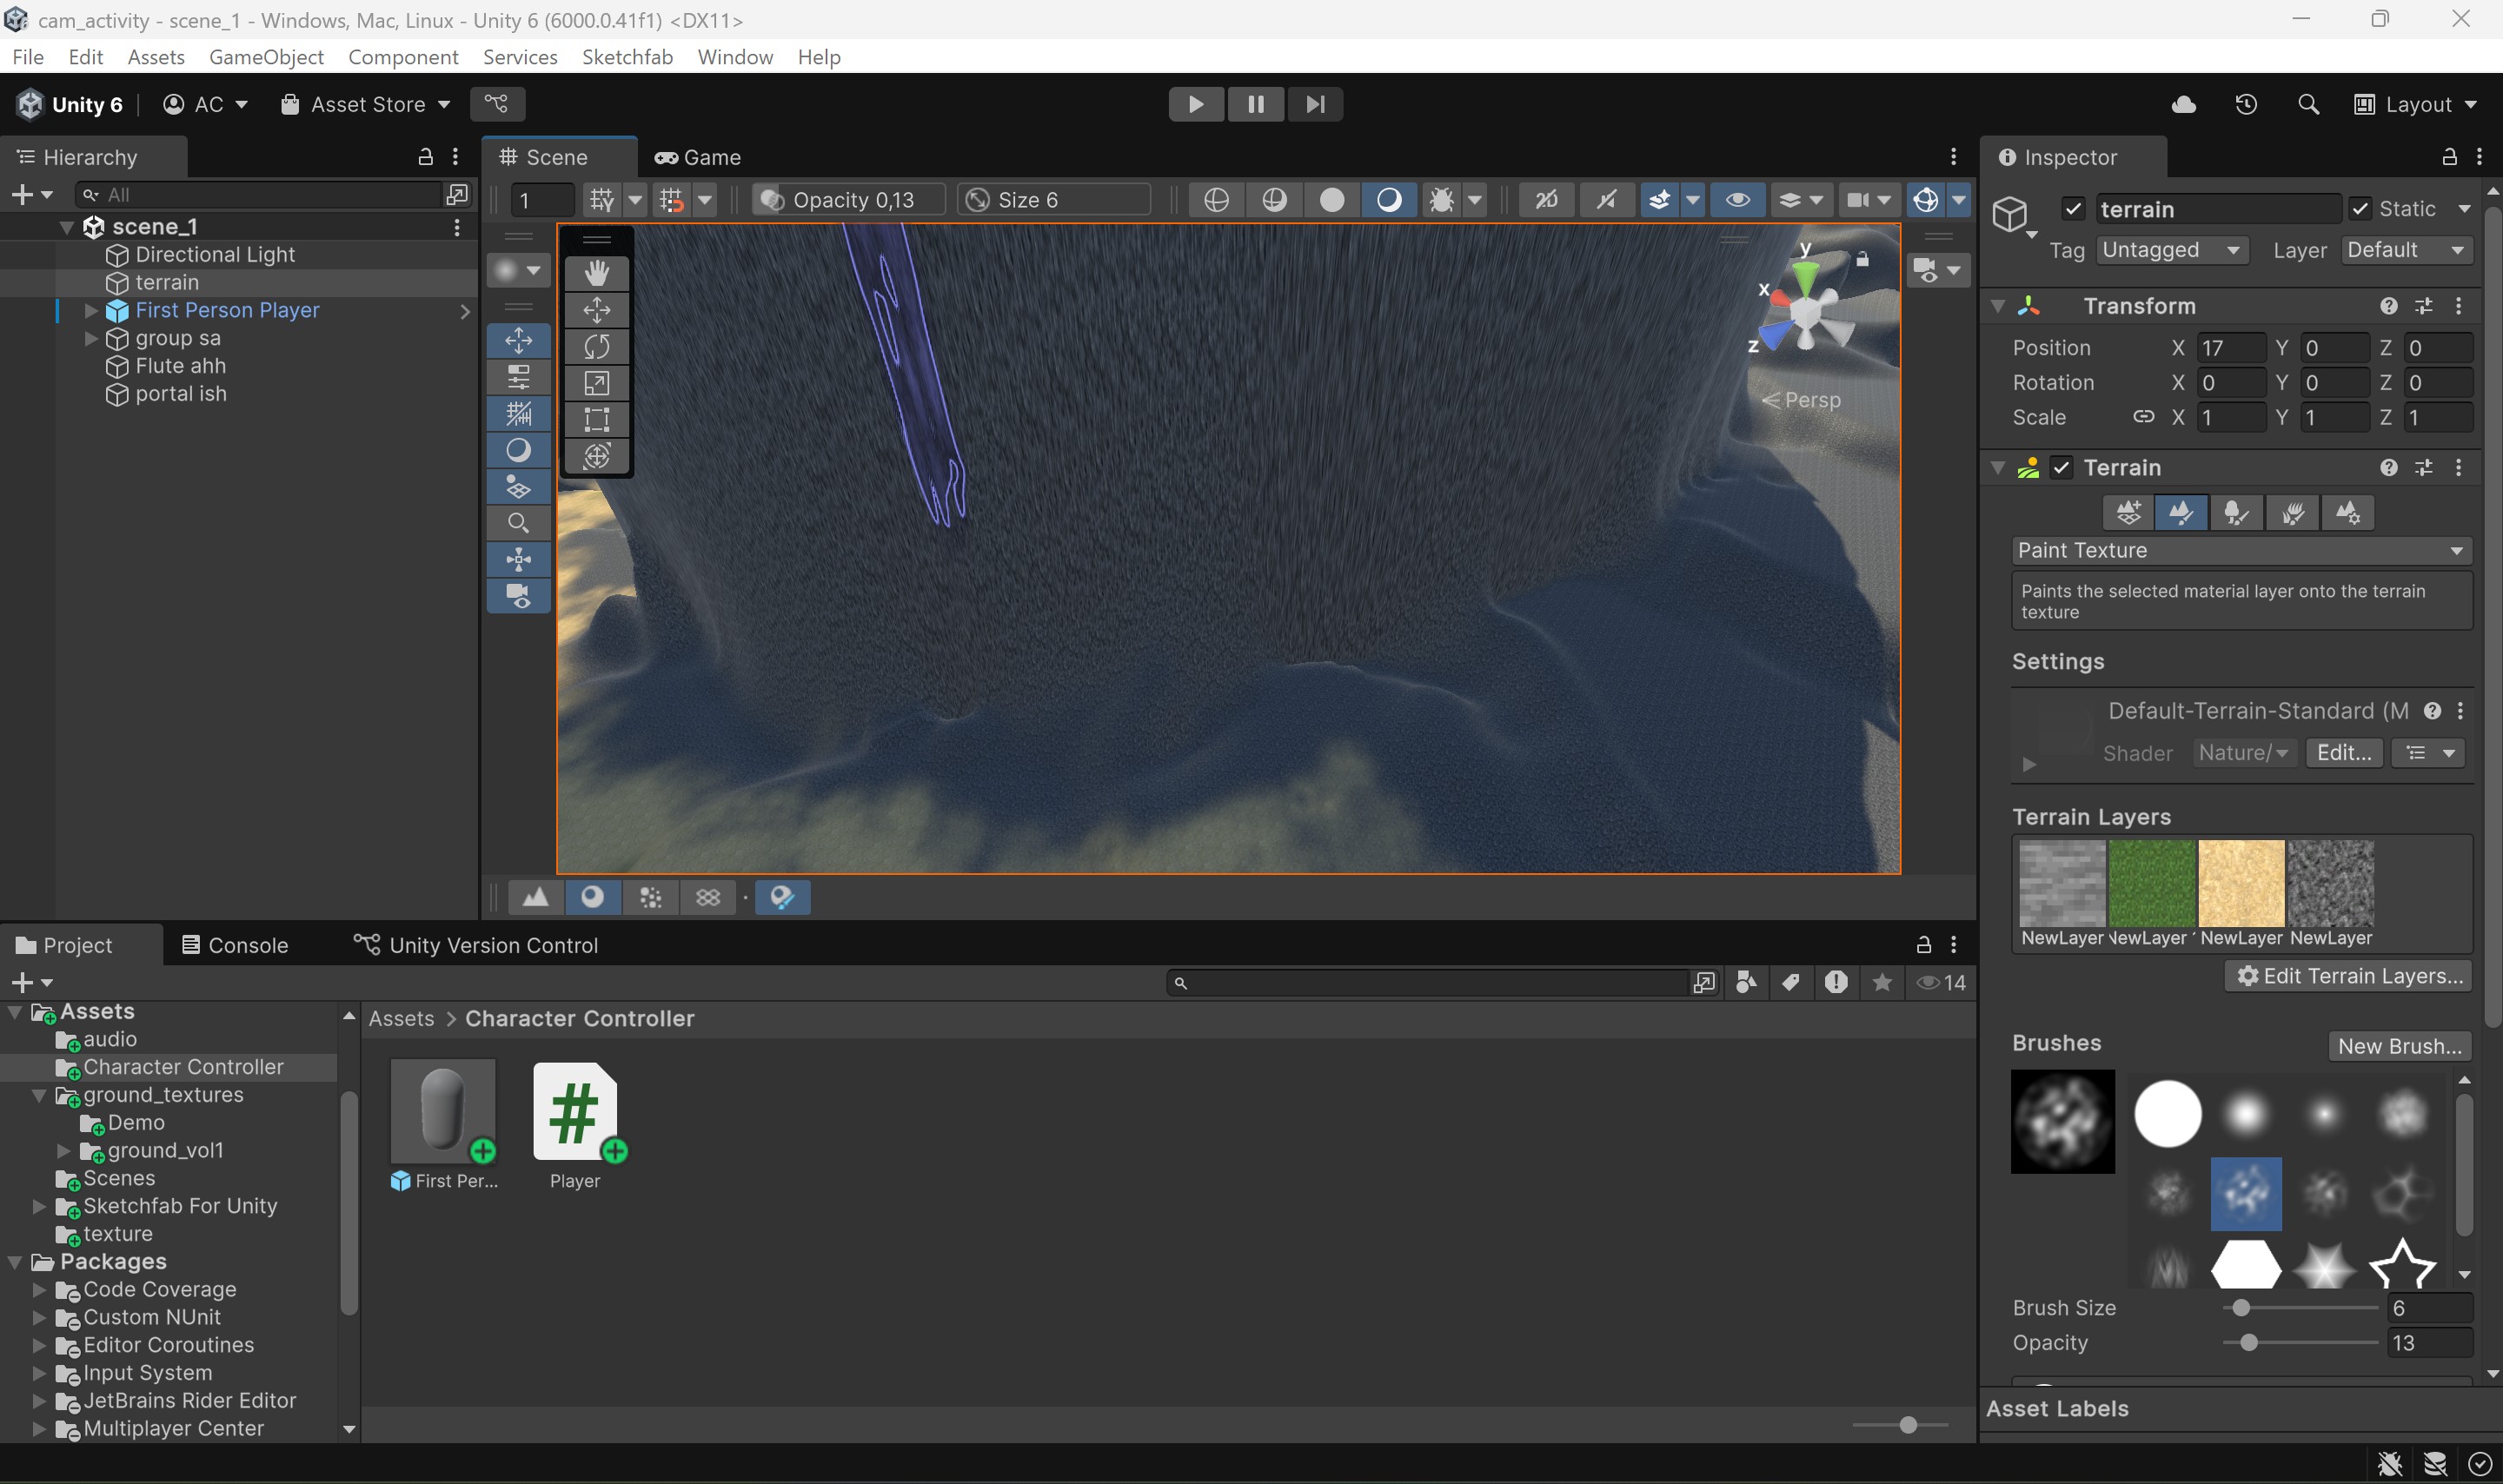 cam_activity - scene_1 - Windows, Mac, Linux - Unity 6 (6000.0.41f1) <DX11>
File Edit Assets GameObject Component Services Sketchfab Window Help
Unity 6 AC Asset Store Layout
Hierarchy
All
scene_1
Directional Light
terrain
First Person Player
group sa
Flute ahh
portal ish
Scene Game
1 Opacity 0,13 Size 6 2D
y
x
z
Persp
Inspector
terrain Static
Tag Untagged Layer Default
Transform
Position X 17 Y 0 Z 0
Rotation X 0 Y 0 Z 0
Scale X 1 Y 1 Z 1
Terrain
Paint Texture
Paints the selected material layer onto the terrain
texture
Settings
Default-Terrain-Standard (M
Shader Nature/ Edit...
Terrain Layers
NewLayer NewLayer NewLayer NewLayer
Edit Terrain Layers...
Brushes New Brush...
Brush Size 6
Opacity 13
Asset Labels
Project Console Unity Version Control
14
Assets
audio
Character Controller
ground_textures
Demo
ground_vol1
Scenes
Sketchfab For Unity
texture
Packages
Code Coverage
Custom NUnit
Editor Coroutines
Input System
JetBrains Rider Editor
Multiplayer Center
Assets > Character Controller
First Per... Player